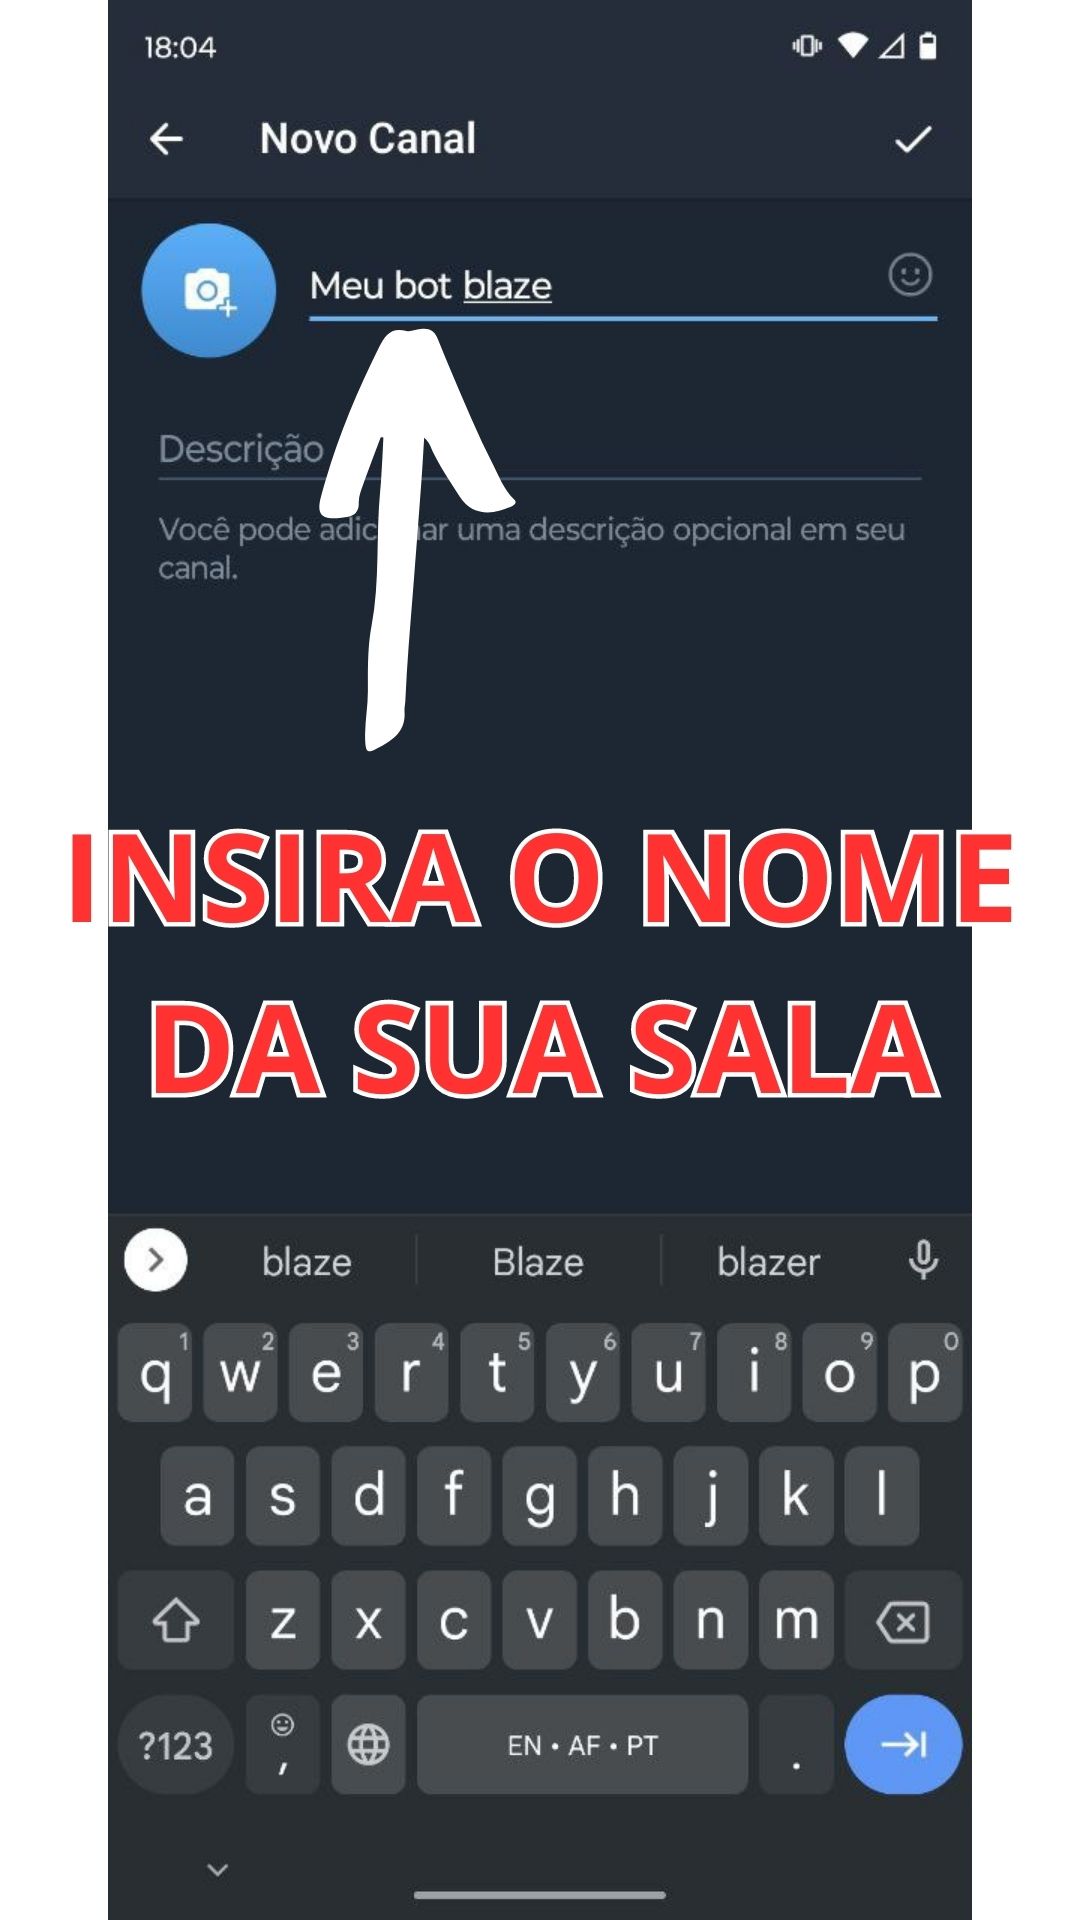 18:04
Novo Canal
Meu bot blaze
Descrição
Você pode adic ar uma descrição opcional em seu
canal.
INSIRA O NOME
DA SUA SALA
blaze Blaze blazer
1 2 3 4 5 6 7 8 9 0
q w e r t y u i o p
a s d f g h j k l
z x c v b n m
?123 , EN • AF • PT .